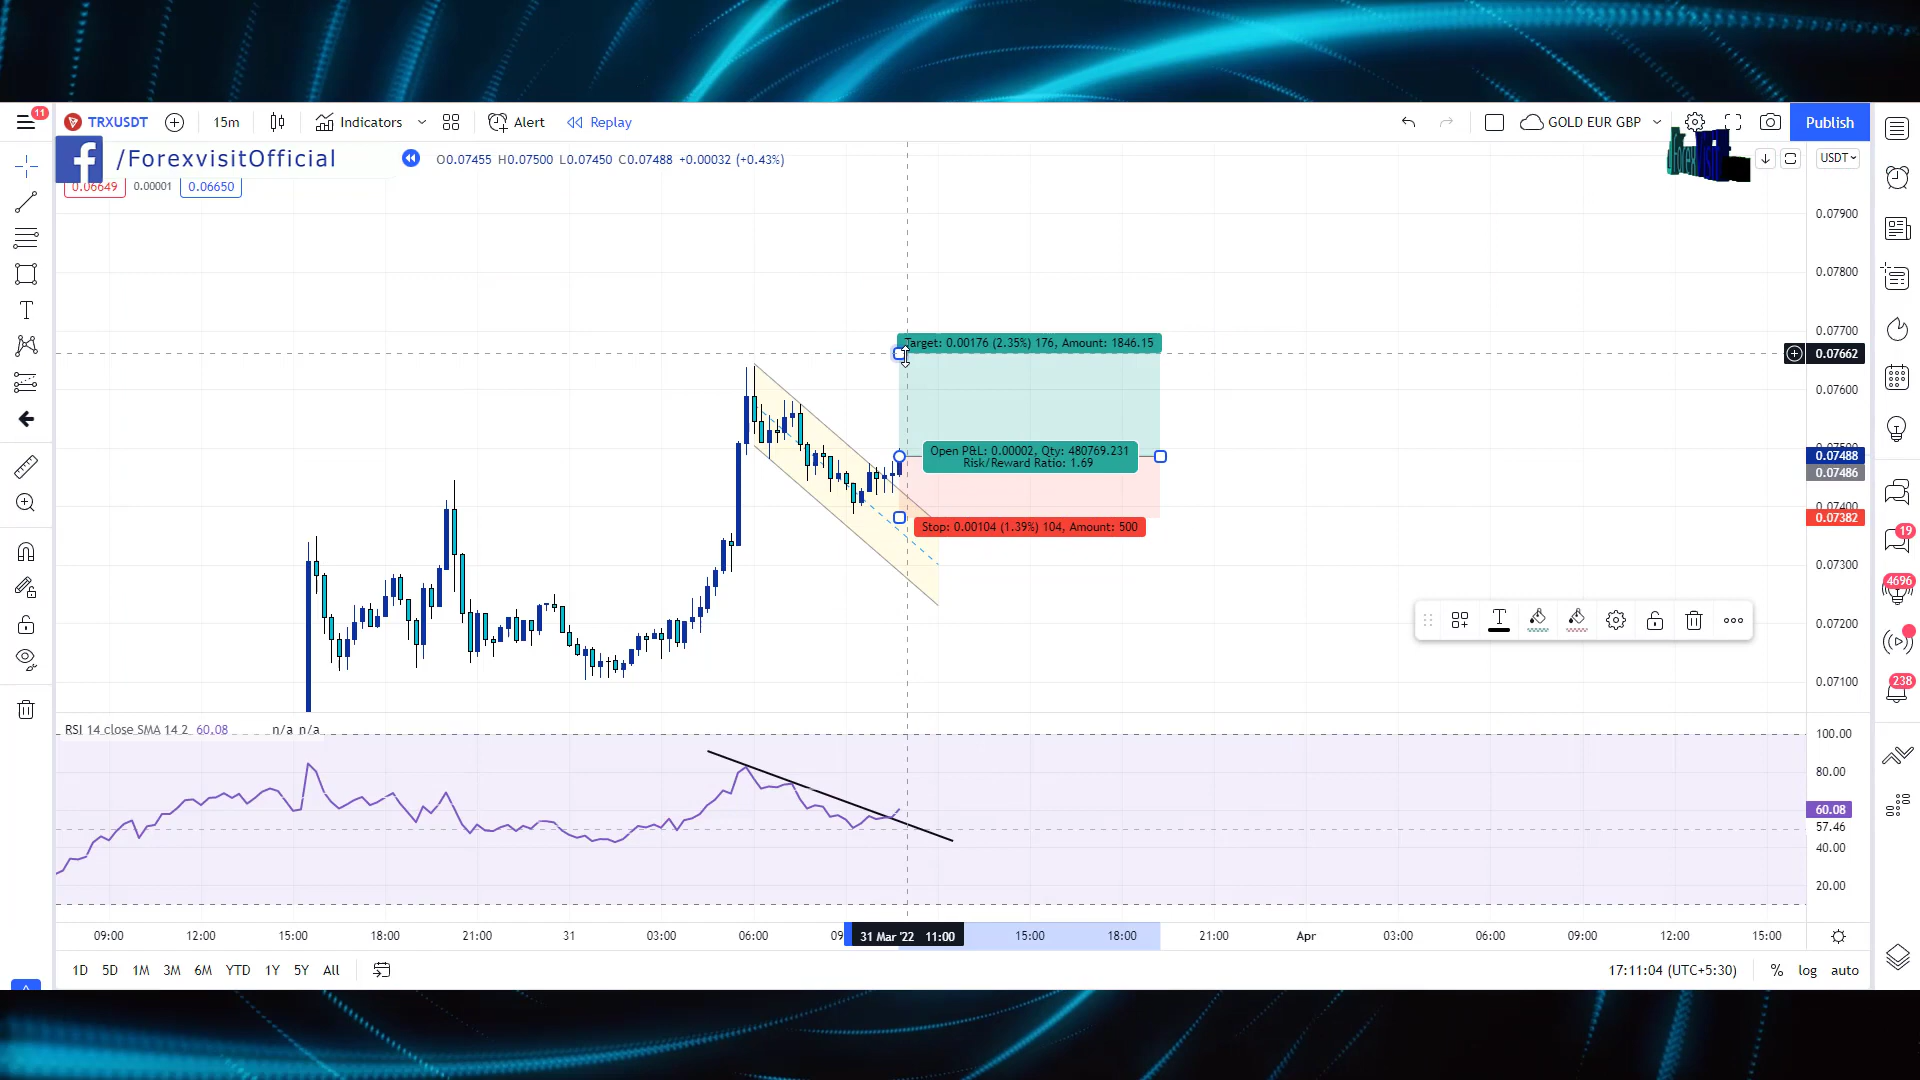 11
TRXUSDT
15m
Indicators
Alert
Replay
GOLD EUR GBP
Publish
/ForexvisitOfficial
O0.07455 H0.07500 L0.07450 C0.07488 +0.00032 (+0.43%)
USDT
0.06649 0.00001 0.06650
0.07900
0.07800
0.07700
Target: 0.00176 (2.35%) 176, Amount: 1846.15
0.07662
0.07600
0.07500
Open P&L: 0.00002, Qty: 480769.231
Risk/Reward Ratio: 1.69
0.07488
0.07486
0.07400
0.07382
Stop: 0.00104 (1.39%) 104, Amount: 500
19
0.07300
4696
0.07200
0.07100
238
RSI 14 close SMA 14 2 60.08 n/a n/a
100.00
80.00
60.08
57.46
40.00
20.00
09:00 12:00 15:00 18:00 21:00 31 03:00 06:00 09 31 Mar '22 11:00 15:00 18:00 21:00 Apr 03:00 06:00 09:00 12:00 15:00
1D 5D 1M 3M 6M YTD 1Y 5Y All
17:11:04 (UTC+5:30) % log auto